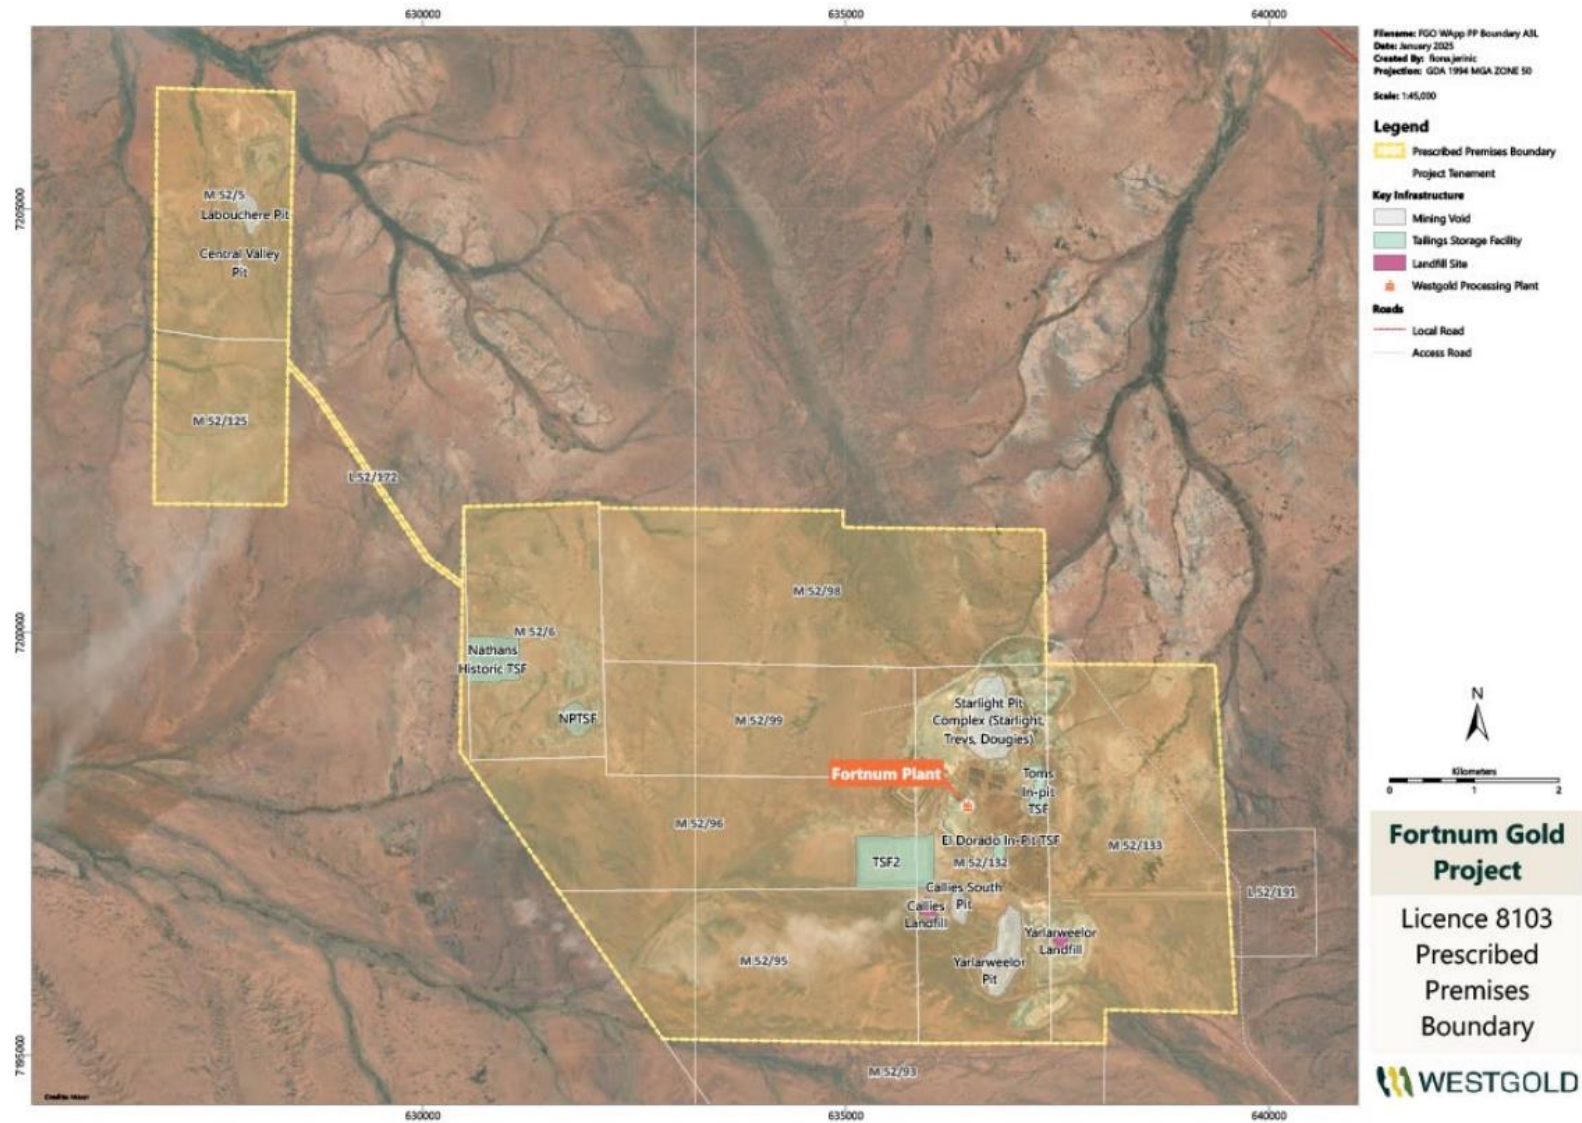 630000
635000
640000
Filename: FGO WApp PP Boundary A3L
Date: January 2025
Created By: fiona.jerinic
Projection: GDA 1994 MGA ZONE 50
Scale: 1:45,000
Legend
Prescribed Premises Boundary
Project Tenement
Key Infrastructure
Mining Void
Tailings Storage Facility
Landfill Site
Westgold Processing Plant
Roads
Local Road
Access Road
7205000
7200000
7195000
M 52/5
Labouchere Pit
Central Valley
Pit
M 52/125
L 52/172
M 52/98
M 52/6
Nathans
Historic TSF
NPTSF
M 52/99
Starlight Pit
Complex (Starlight,
Trevs, Dougies)
Fortnum Plant
Toms
In-pit
TSF
M 52/96
El Dorado In-Pit TSF
M 52/133
TSF2
M 52/132
Callies South
Pit
Callies
Landfill
L 52/191
Yarlarweelor
Landfill
M 52/95
Yarlarweelor
Pit
M 52/93
630000
635000
640000
N
Kilometers
0 1 2
Fortnum Gold
Project
Licence 8103
Prescribed
Premises
Boundary
WESTGOLD